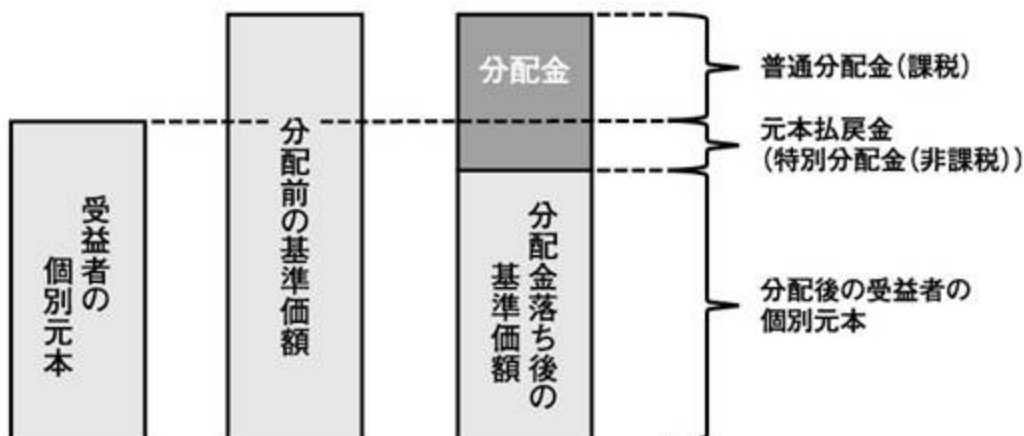 受益者の
個別元本
分配前の基準価額
分配金
分配金落ち後の
基準価額
普通分配金(課税)
元本払戻金
(特別分配金(非課税))
分配後の受益者の
個別元本